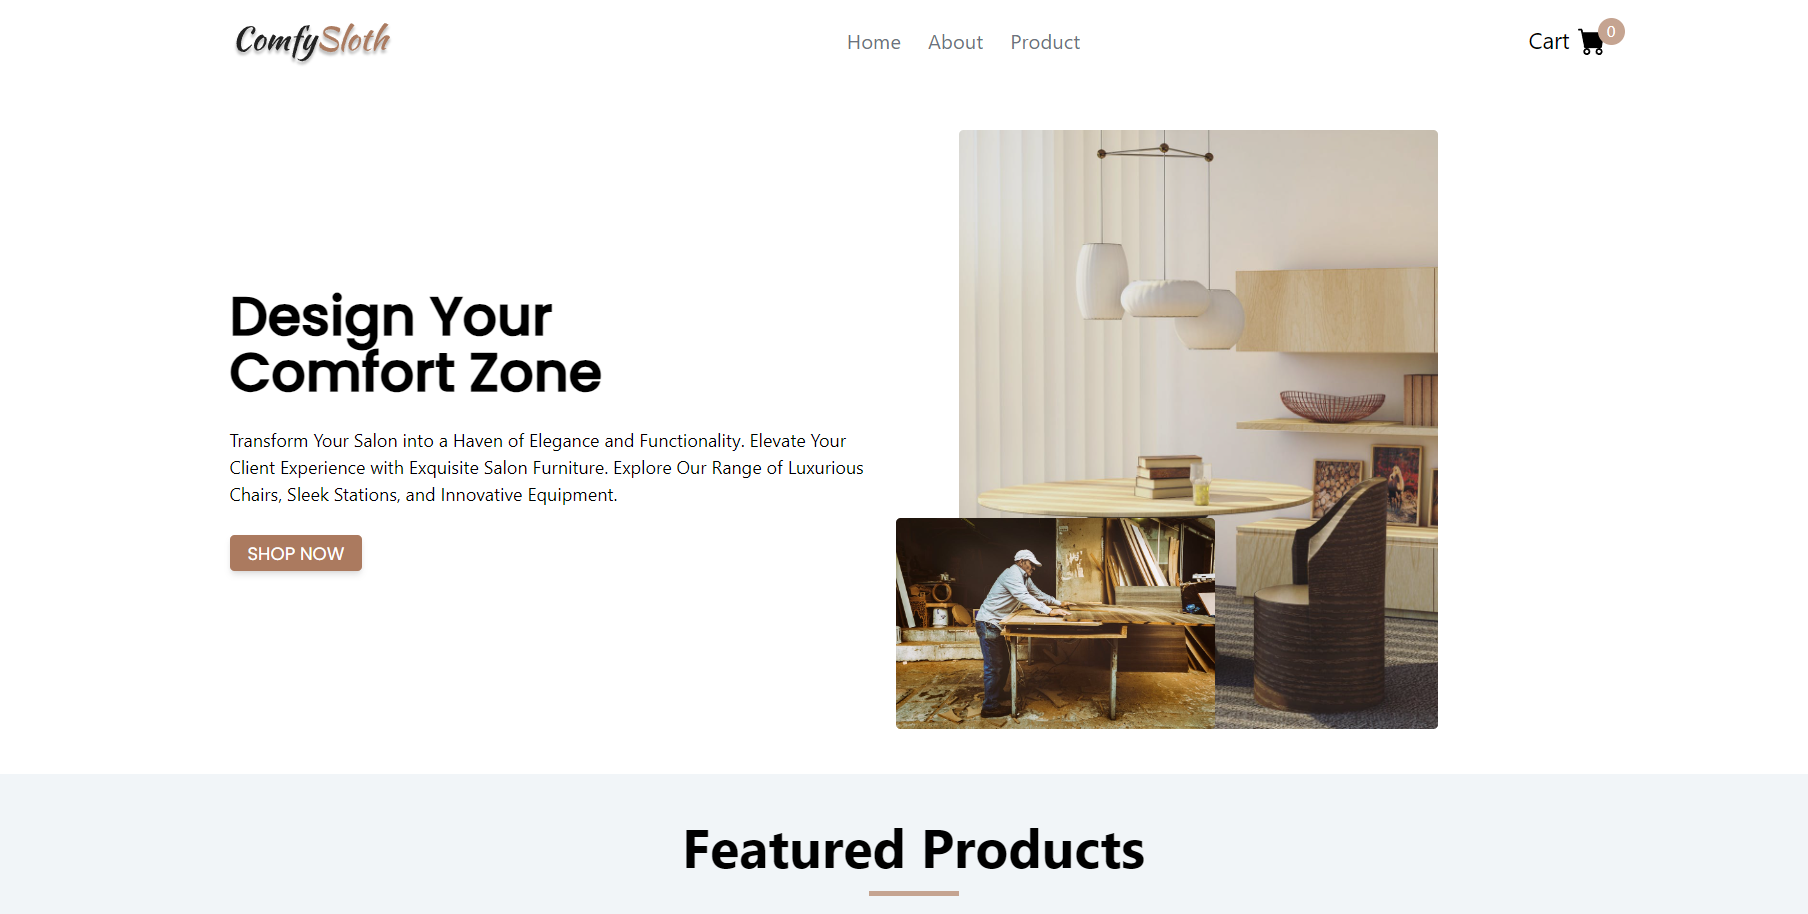 ComfySloth
Home About Product
Cart 0
Design Your
Comfort Zone
Transform Your Salon into a Haven of Elegance and Functionality. Elevate Your
Client Experience with Exquisite Salon Furniture. Explore Our Range of Luxurious
Chairs, Sleek Stations, and Innovative Equipment.
SHOP NOW
Featured Products